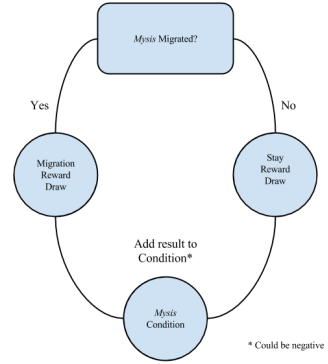 Mysis Migrated?
Yes
No
Migration
Reward
Draw
Stay
Reward
Draw
Add result to
Condition*
Mysis
Condition
* Could be negative